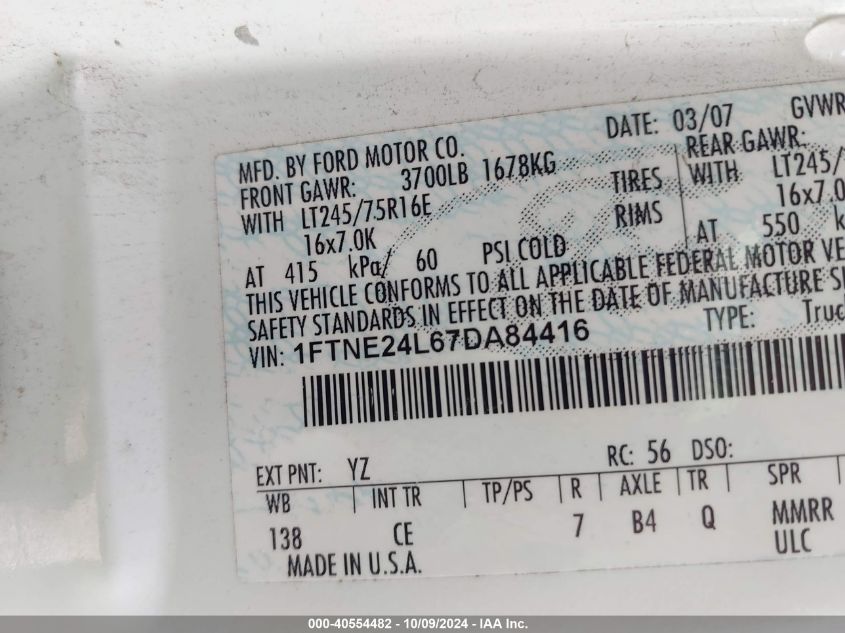 DATE: 03/07 GVWR
MFD. BY FORD MOTOR CO.
FRONT GAWR: 3700LB 1678KG
REAR GAWR:
WITH LT245/75R16E TIRES
WITH LT245/
16x7.0K RIMS
16x7.0
AT 415 kPa/ 60 PSI COLD
AT 550 k
THIS VEHICLE CONFORMS TO ALL APPLICABLE FEDERAL MOTOR VE
SAFETY STANDARDS IN EFFECT ON THE DATE OF MANUFACTURE S
VIN: 1FTNE24L67DA84416
TYPE: Truc
EXT PNT: YZ RC: 56 DSO:
WB INT TR TP/PS R AXLE TR SPR
138 CE 7 B4 Q MMRR
ULC
MADE IN U.S.A.
000-40554482 - 10/09/2024 - IAA Inc.